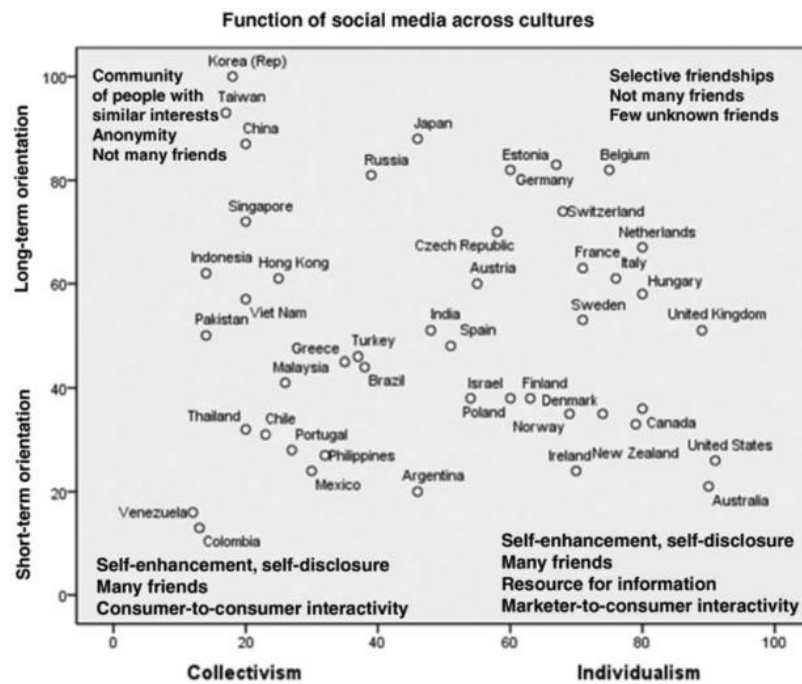 Function of social media across cultures
Korea (Rep)
Community
of people with
similar interests
Anonymity
Not many friends
Selective friendships
Not many friends
Few unknown friends
Taiwan
China
Japan
Russia
Estonia
Germany
Belgium
Singapore
Switzerland
Czech Republic
Netherlands
Indonesia
Hong Kong
Austria
France
Italy
Hungary
Viet Nam
Pakistan
India
Spain
Sweden
United Kingdom
Greece
Turkey
Malaysia
Brazil
Israel
Finland
Poland
Denmark
Norway
Canada
Thailand
Chile
Portugal
Philippines
Mexico
Argentina
Ireland
New Zealand
United States
Australia
Venezuela
Colombia
Self-enhancement, self-disclosure
Many friends
Consumer-to-consumer interactivity
Self-enhancement, self-disclosure
Many friends
Resource for information
Marketer-to-consumer interactivity
Long-term orientation
Short-term orientation
100
80
60
40
20
0
0
20
40
60
80
100
Collectivism
Individualism